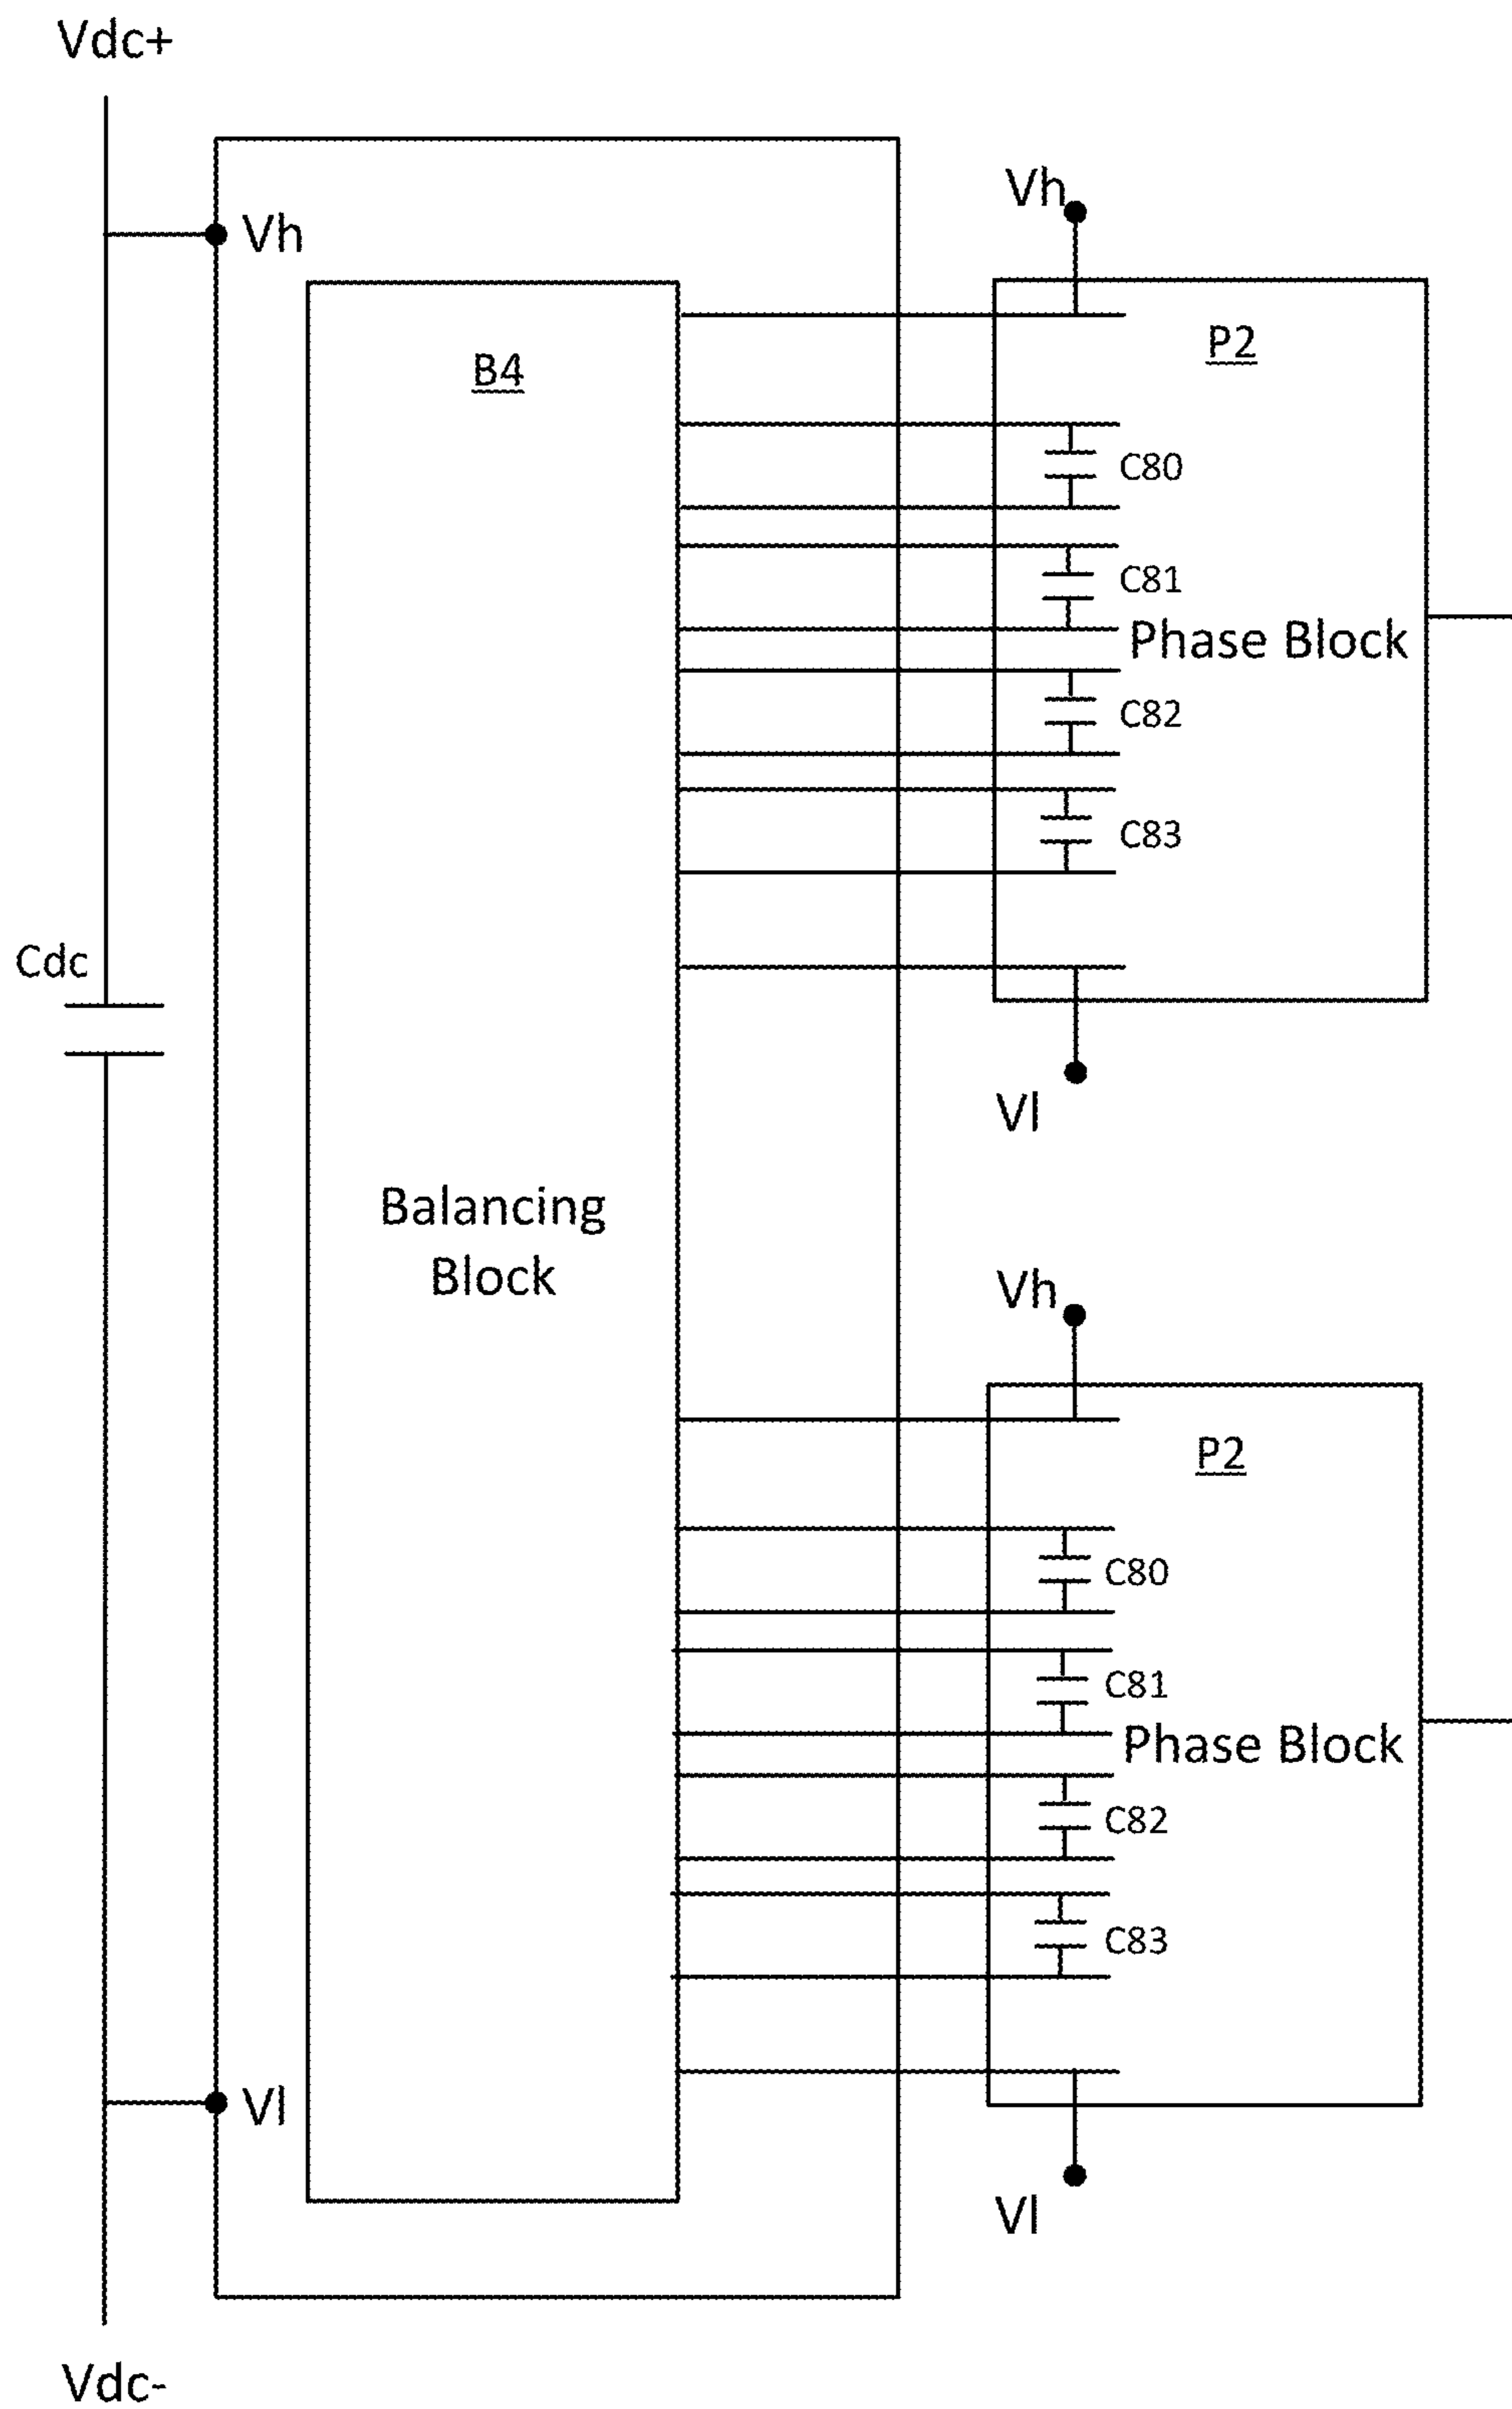 Vdc+
Vh
Vh
B4
P2
C80
C81
Phase Block
C82
C83
Cdc
Vl
Balancing
Block
Vh
P2
C80
C81
Phase Block
C82
C83
Vl
Vl
Vdc-